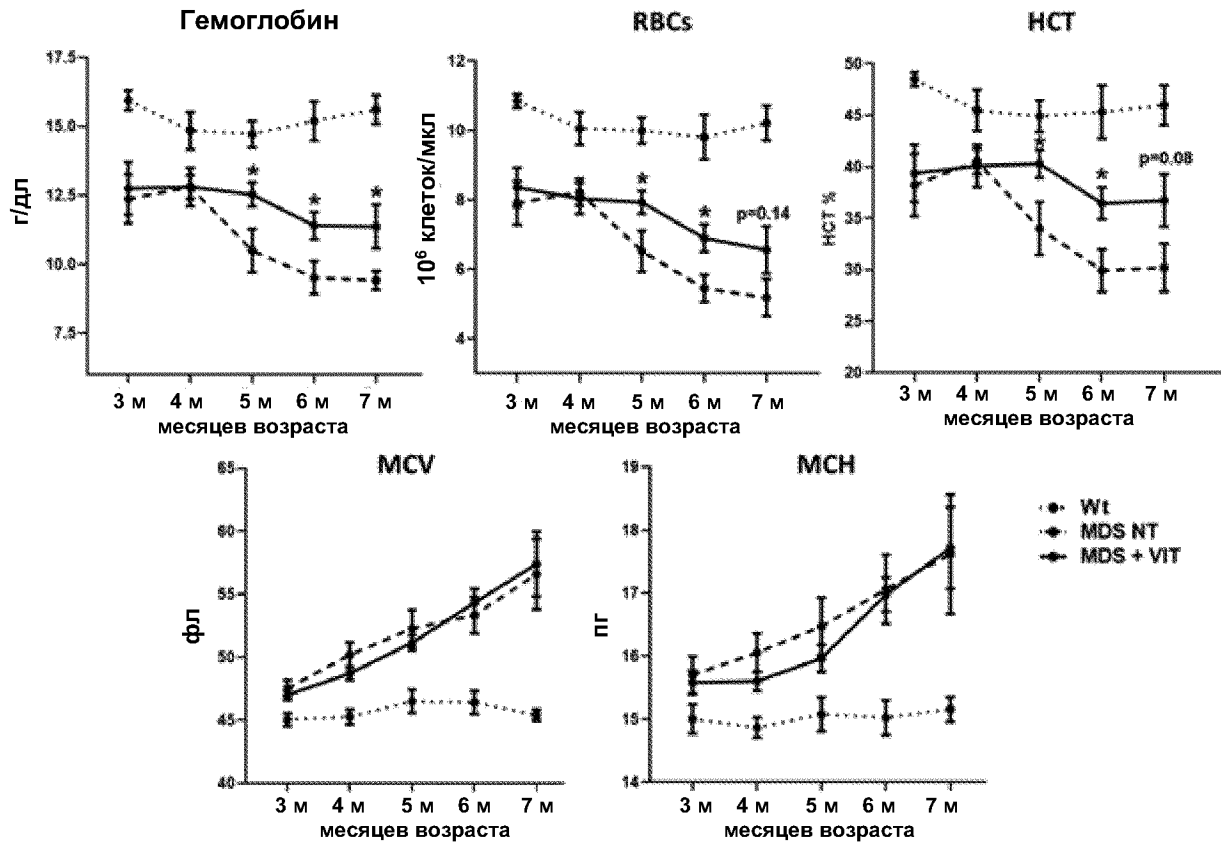 Гемоглобин
17.5
15.0
12.5
10.0
7.5
г/дл
*
*
*
3 м 4 м 5 м 6 м 7 м
месяцев возраста
RBCs
12
10
8
6
4
10⁶ клеток/мкл
*
*
p=0.14
3 м 4 м 5 м 6 м 7 м
месяцев возраста
HCT
50
45
40
35
30
25
20
HCT %
*
*
p=0.08
3 м 4 м 5 м 6 м 7 м
месяцев возраста
MCV
65
60
55
50
45
40
фл
3 м 4 м 5 м 6 м 7 м
месяцев возраста
MCH
19
18
17
16
15
14
пг
3 м 4 м 5 м 6 м 7 м
месяцев возраста
Wt
MDS NT
MDS + VIT